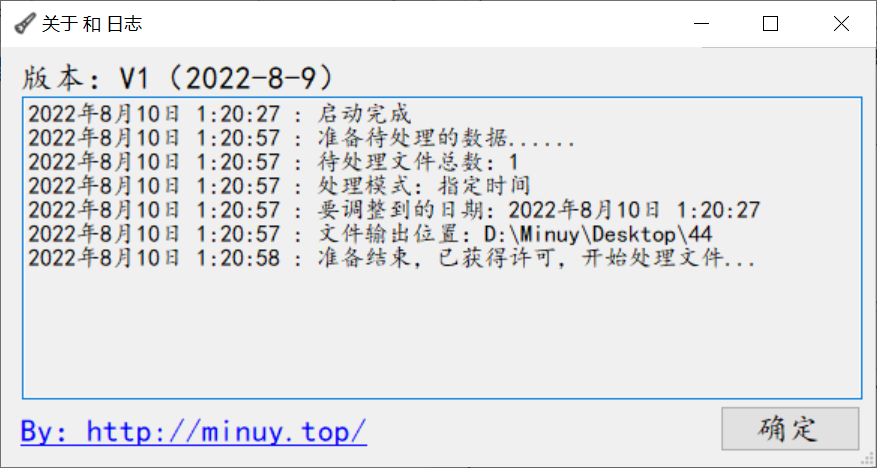 关于 和 日志
版本：V1（2022-8-9）
2022年8月10日 1:20:27 : 启动完成
2022年8月10日 1:20:57 : 准备待处理的数据......
2022年8月10日 1:20:57 : 待处理文件总数：1
2022年8月10日 1:20:57 : 处理模式：指定时间
2022年8月10日 1:20:57 : 要调整到的日期：2022年8月10日 1:20:27
2022年8月10日 1:20:57 : 文件输出位置：D:\Minuy\Desktop\44
2022年8月10日 1:20:58 : 准备结束，已获得许可，开始处理文件...
By: http://minuy.top/
确定